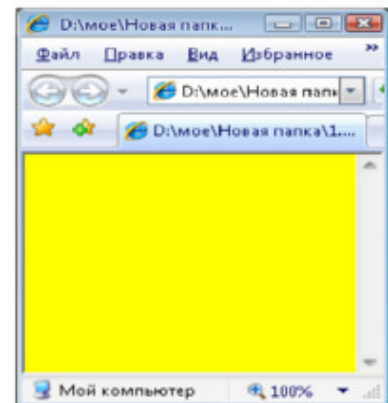 D:\мое\Новая папк...
Файл Правка Вид Избранное »
D:\мое\Новая папк
D:\мое\Новая папка\1....
Мой компьютер 100%